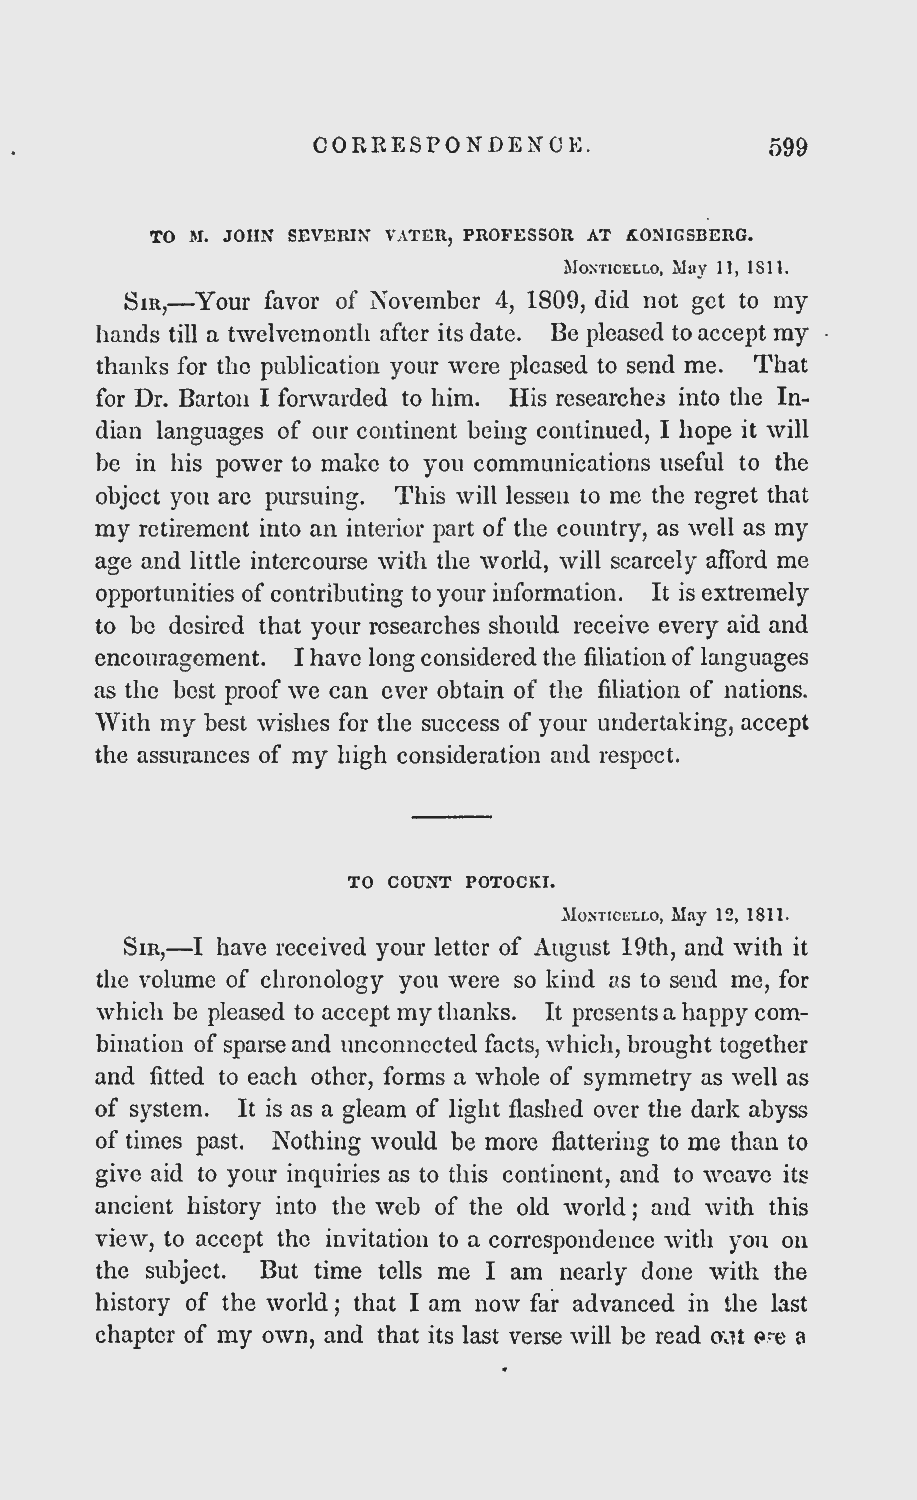 CORRESPONDENCE. 599
TO M. JOHN SEVERIN VATER, PROFESSOR AT KONIGSBERG.
MONTICELLO, May 11, 1811.
SIR,—Your favor of November 4, 1809, did not get to my
hands till a twelvemonth after its date. Be pleased to accept my
thanks for the publication your were pleased to send me. That
for Dr. Barton I forwarded to him. His researches into the In-
dian languages of our continent being continued, I hope it will
be in his power to make to you communications useful to the
object you are pursuing. This will lessen to me the regret that
my retirement into an interior part of the country, as well as my
age and little intercourse with the world, will scarcely afford me
opportunities of contributing to your information. It is extremely
to be desired that your researches should receive every aid and
encouragement. I have long considered the filiation of languages
as the best proof we can ever obtain of the filiation of nations.
With my best wishes for the success of your undertaking, accept
the assurances of my high consideration and respect.
TO COUNT POTOCKI.
MONTICELLO, May 12, 1811.
SIR,—I have received your letter of August 19th, and with it
the volume of chronology you were so kind as to send me, for
which be pleased to accept my thanks. It presents a happy com-
bination of sparse and unconnected facts, which, brought together
and fitted to each other, forms a whole of symmetry as well as
of system. It is as a gleam of light flashed over the dark abyss
of times past. Nothing would be more flattering to me than to
give aid to your inquiries as to this continent, and to weave its
ancient history into the web of the old world; and with this
view, to accept the invitation to a correspondence with you on
the subject. But time tells me I am nearly done with the
history of the world; that I am now far advanced in the last
chapter of my own, and that its last verse will be read out ere a